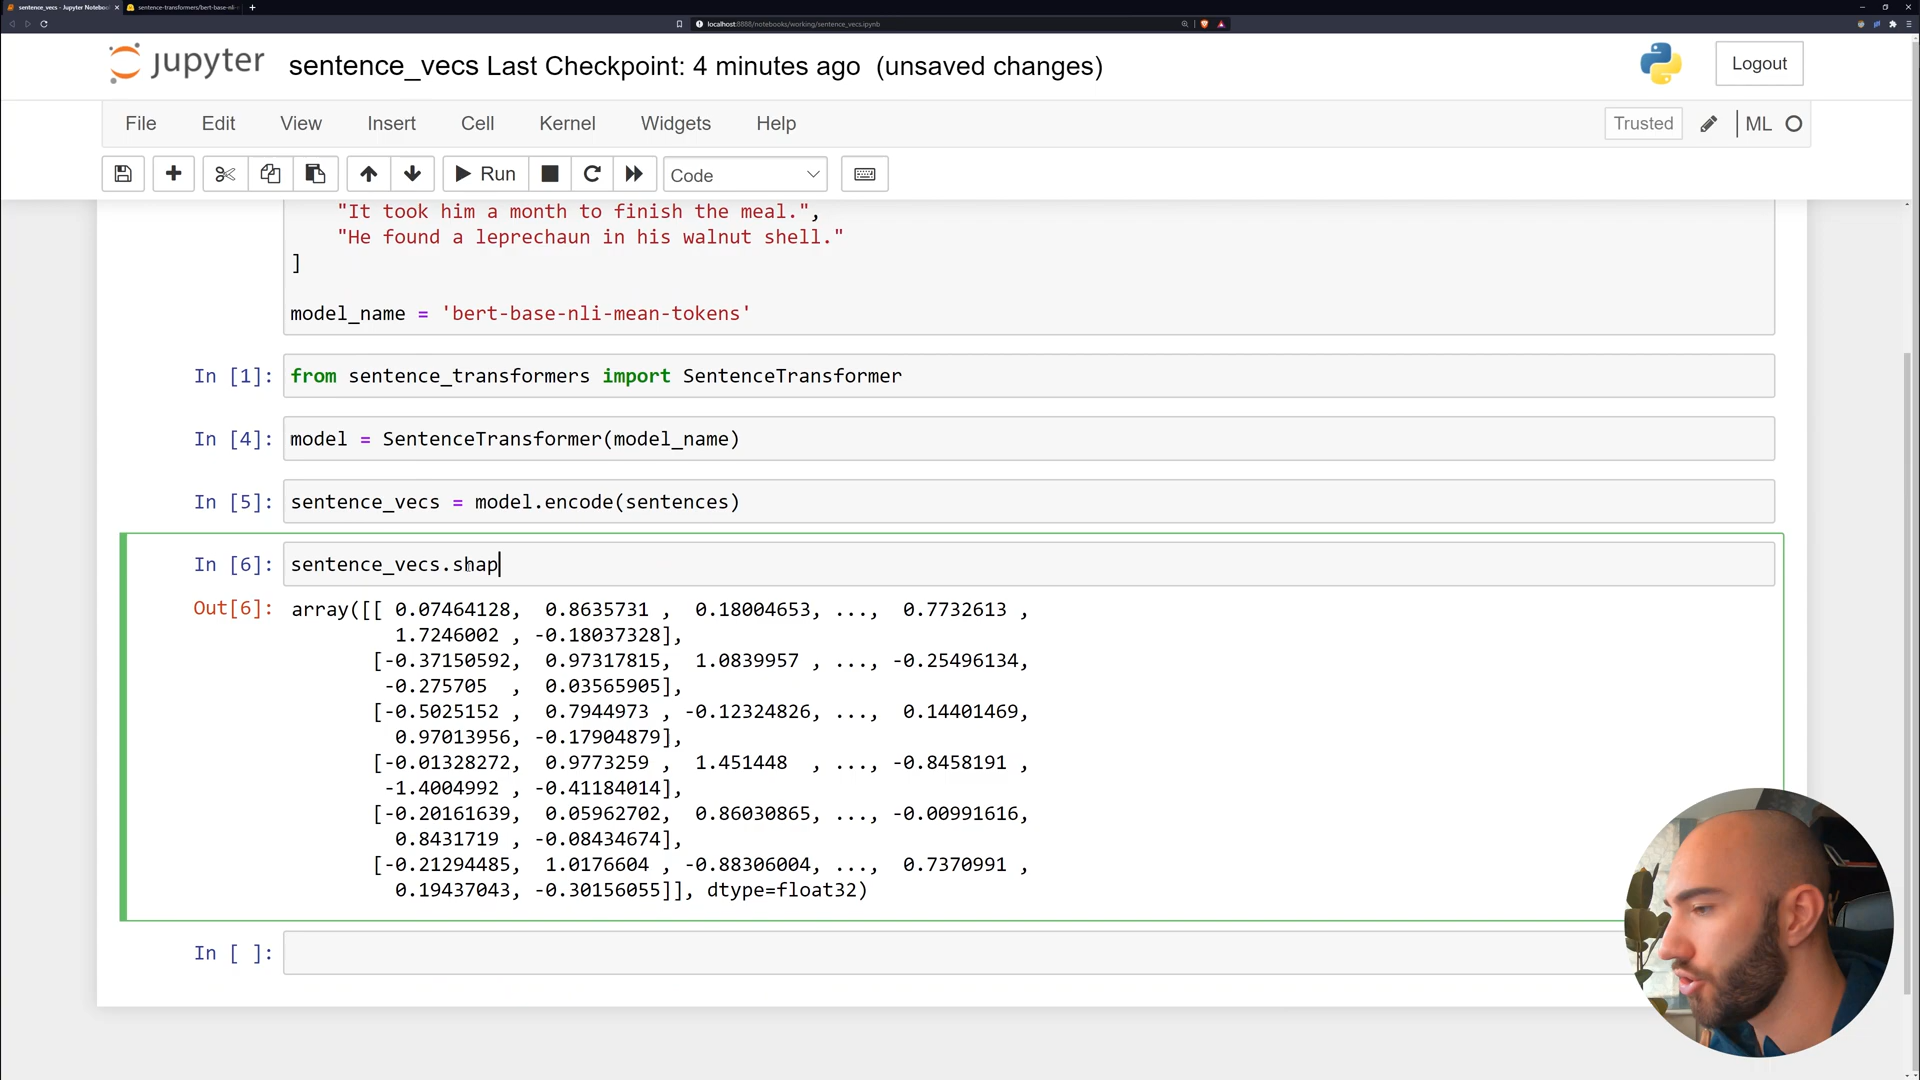 sentence_vecs - Jupyter Notebook
sentence-transformers/bert-base-nli-
localhost:8888/notebooks/working/sentence_vecs.ipynb
jupyter sentence_vecs Last Checkpoint: 4 minutes ago (unsaved changes) Logout
File Edit View Insert Cell Kernel Widgets Help Trusted ML
Run Code
"It took him a month to finish the meal.",
"He found a leprechaun in his walnut shell."
]
model_name = 'bert-base-nli-mean-tokens'
In [1]: from sentence_transformers import SentenceTransformer
In [4]: model = SentenceTransformer(model_name)
In [5]: sentence_vecs = model.encode(sentences)
In [6]: sentence_vecs.shap
Out[6]: array([[ 0.07464128, 0.8635731 , 0.18004653, ..., 0.7732613 ,
1.7246002 , -0.18037328],
[-0.37150592, 0.97317815, 1.0839957 , ..., -0.25496134,
-0.275705 , 0.03565905],
[-0.5025152 , 0.7944973 , -0.12324826, ..., 0.14401469,
0.97013956, -0.17904879],
[-0.01328272, 0.9773259 , 1.451448 , ..., -0.8458191 ,
-1.4004992 , -0.41184014],
[-0.20161639, 0.05962702, 0.86030865, ..., -0.00991616,
0.8431719 , -0.08434674],
[-0.21294485, 1.0176604 , -0.88306004, ..., 0.7370991 ,
0.19437043, -0.30156055]], dtype=float32)
In [ ]: